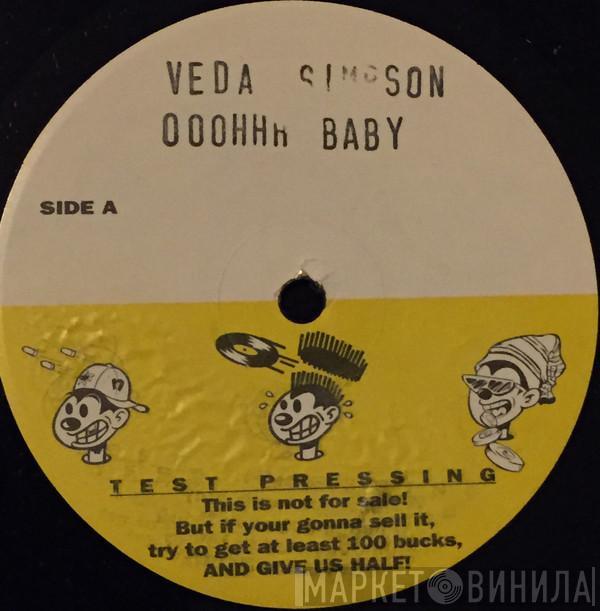 VEDA SIMPSON
OOOHHH BABY
SIDE A
TEST PRESSING
This is not for sale!
But if your gonna sell it,
try to get at least 100 bucks,
AND GIVE US HALF!
МАРКЕТ ВИНИЛА